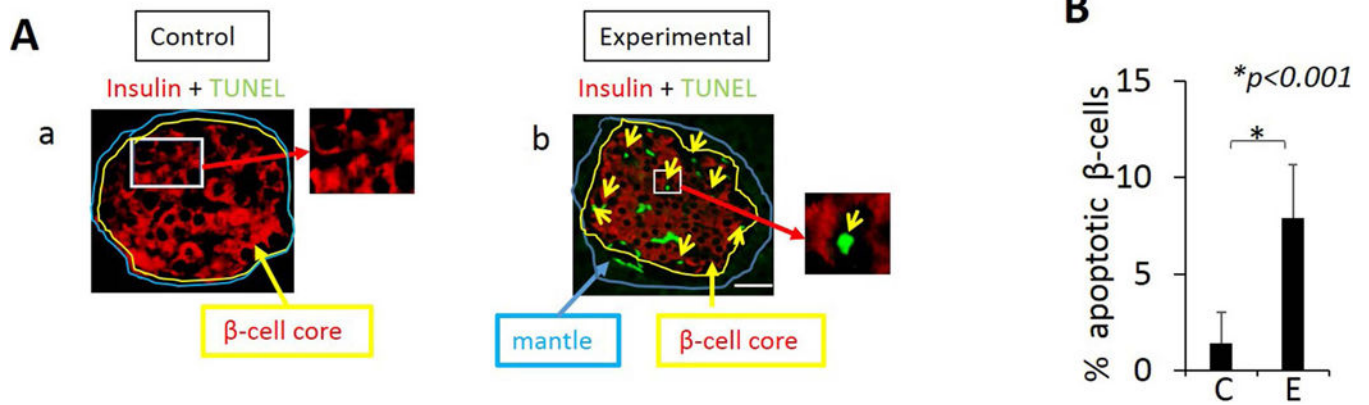 A
Control
Insulin + TUNEL
a
β-cell core
Experimental
Insulin + TUNEL
b
mantle
β-cell core
B
% apoptotic β-cells
15
10
5
0
*p<0.001
*
C
E